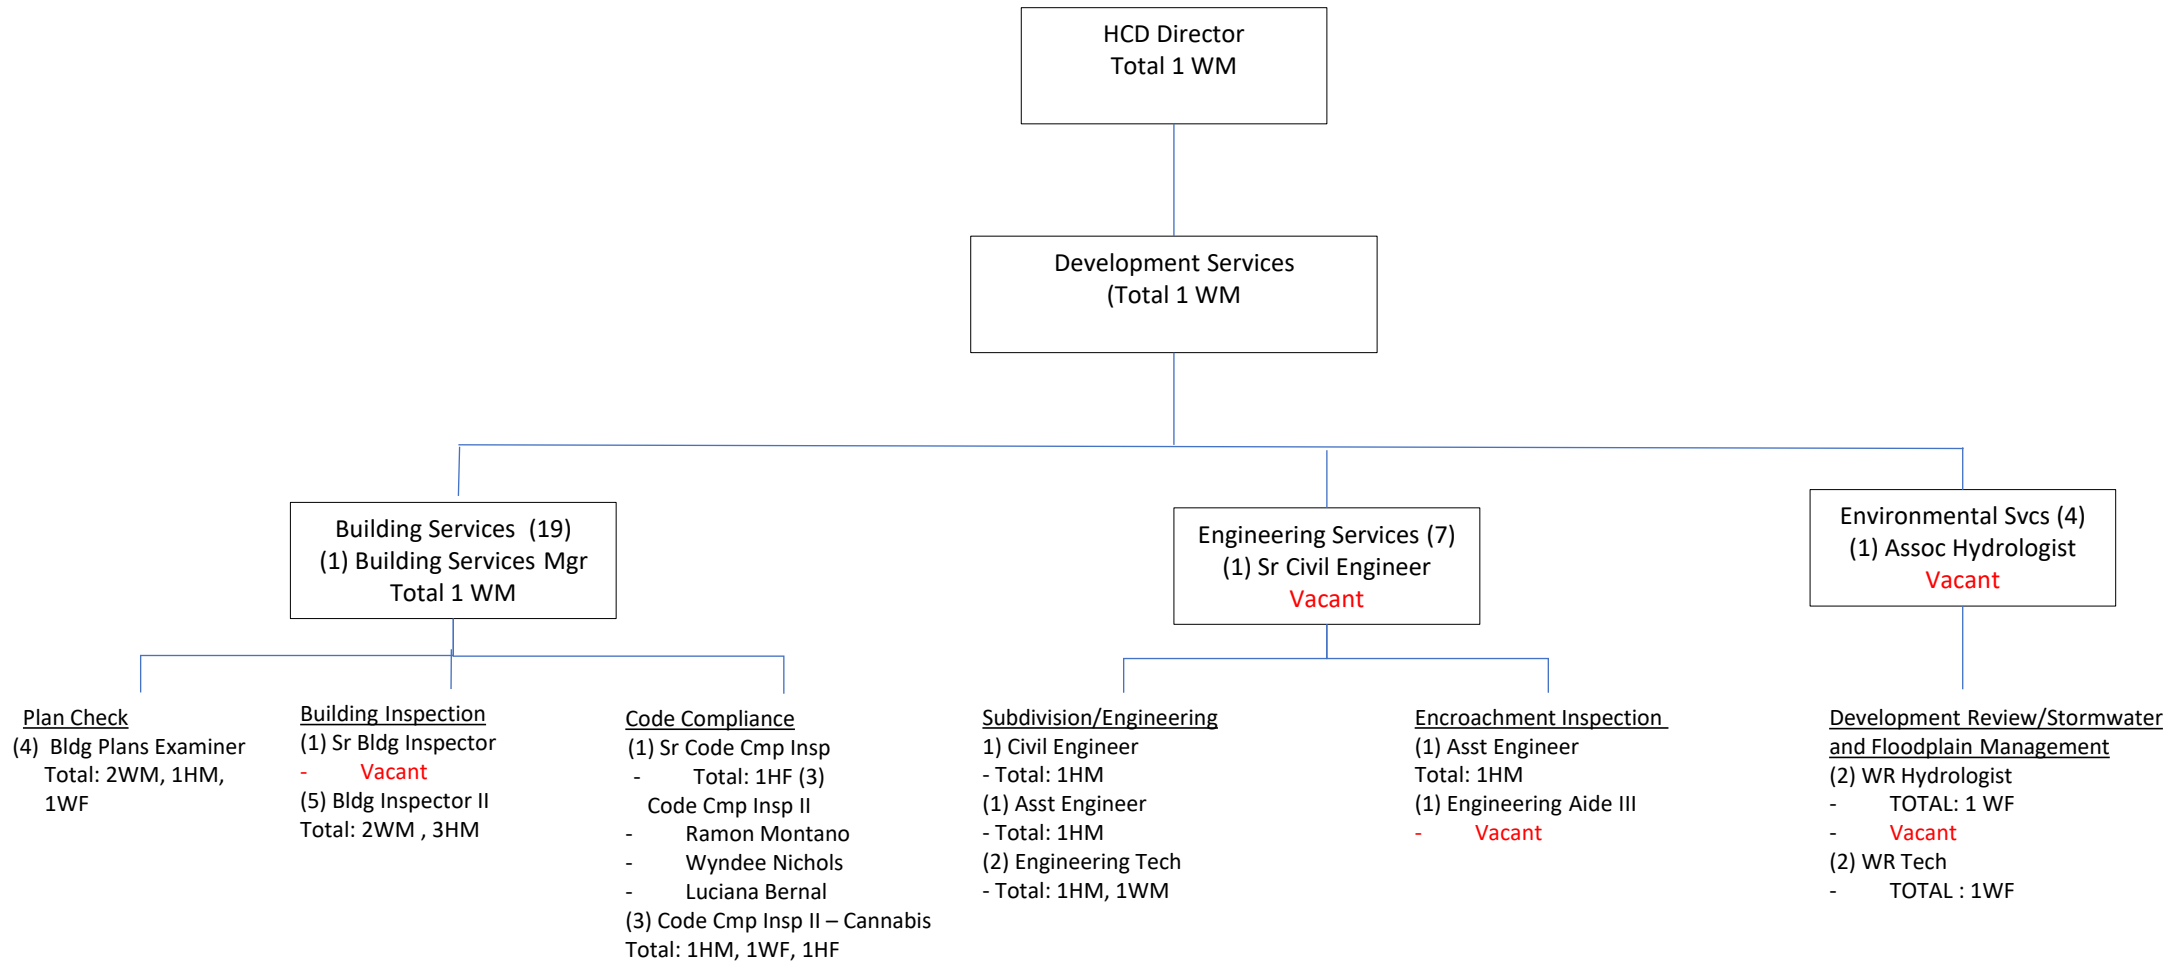 HCD Director
Total 1 WM
Development Services
(Total 1 WM
Building Services  (19)
(1) Building Services Mgr
Total 1 WM
Engineering Services (7)
(1) Sr Civil Engineer
Vacant
Environmental Svcs (4)
(1) Assoc Hydrologist
Vacant
Plan Check
(4)  Bldg Plans Examiner
Total: 2WM, 1HM,
1WF
Building Inspection
(1) Sr Bldg Inspector
- Vacant
(5) Bldg Inspector II
Total: 2WM , 3HM
Code Compliance
(1) Sr Code Cmp Insp
- Total: 1HF (3)
Code Cmp Insp II
- Ramon Montano
- Wyndee Nichols
- Luciana Bernal
(3) Code Cmp Insp II – Cannabis
Total: 1HM, 1WF, 1HF
Subdivision/Engineering
1) Civil Engineer
- Total: 1HM
(1) Asst Engineer
- Total: 1HM
(2) Engineering Tech
- Total: 1HM, 1WM
Encroachment Inspection
(1) Asst Engineer
Total: 1HM
(1) Engineering Aide III
- Vacant
Development Review/Stormwater
and Floodplain Management
(2) WR Hydrologist
- TOTAL: 1 WF
- Vacant
(2) WR Tech
- TOTAL : 1WF